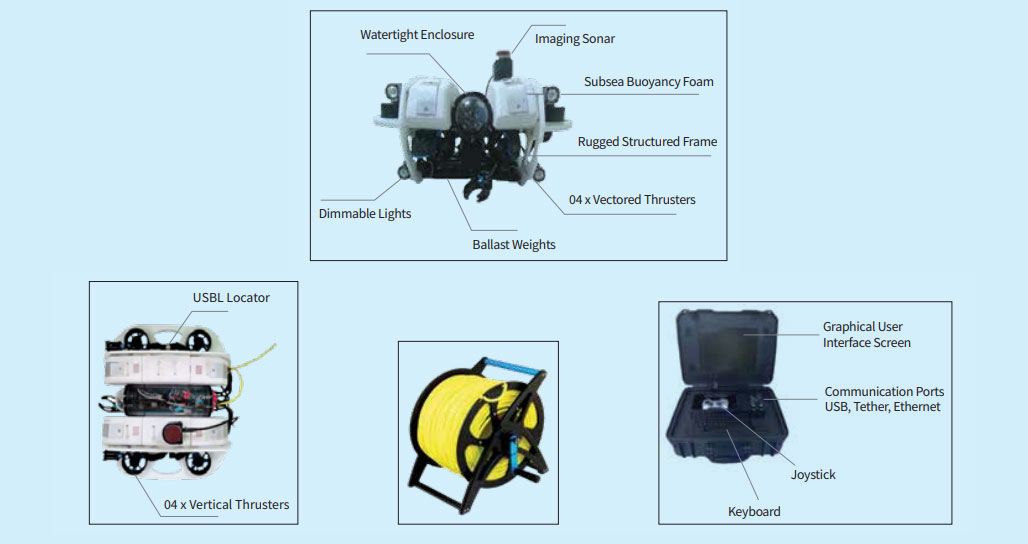 Watertight Enclosure
Imaging Sonar
Subsea Buoyancy Foam
Rugged Structured Frame
04 x Vectored Thrusters
Dimmable Lights
Ballast Weights
USBL Locator
04 x Vertical Thrusters
Graphical User
Interface Screen
Communication Ports
USB, Tether, Ethernet
Joystick
Keyboard